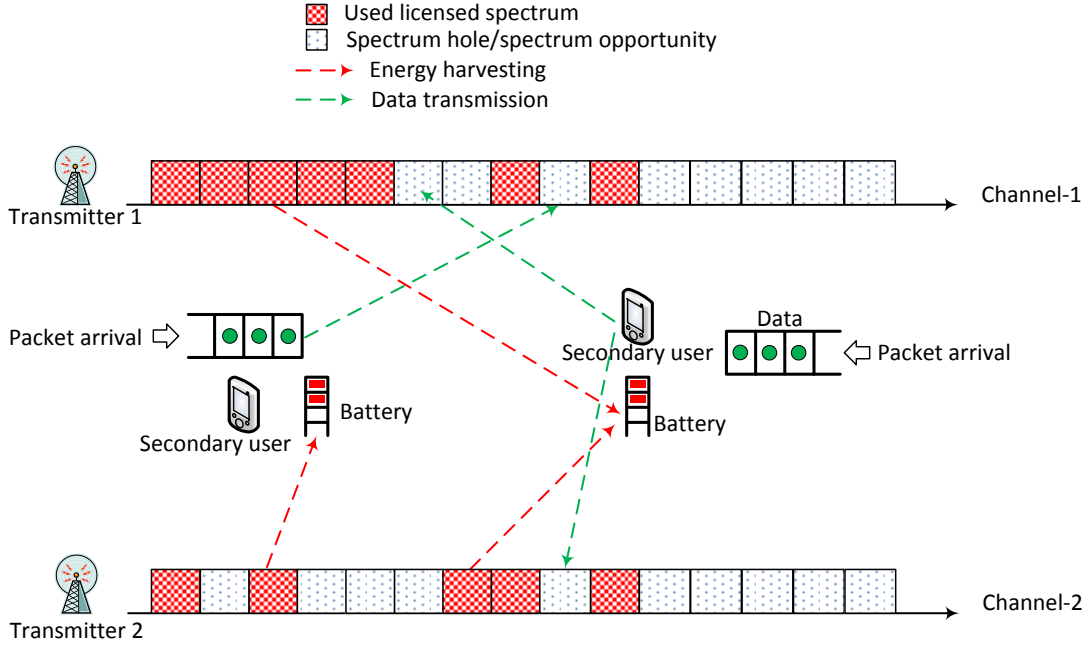 Used licensed spectrum
Spectrum hole/spectrum opportunity
Energy harvesting
Data transmission
Transmitter 1
Channel-1
Packet arrival
Secondary user
Data
Packet arrival
Battery
Secondary user
Battery
Transmitter 2
Channel-2